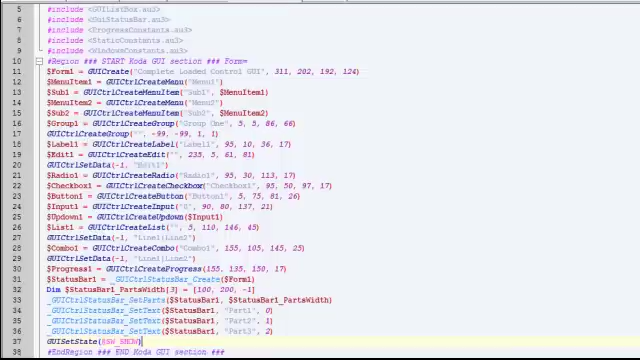 5 #include <GUIListBox.au3>
6 #include <GuiStatusBar.au3>
7 #include <ProgressConstants.au3>
8 #include <StaticConstants.au3>
9 #include <WindowsConstants.au3>
10 #Region ### START Koda GUI section ### Form=
11 $Form1 = GUICreate("Complete Loaded Control GUI", 311, 202, 192, 124)
12 $MenuItem1 = GUICtrlCreateMenu("Menu1")
13 $Sub1 = GUICtrlCreateMenuItem("Sub1", $MenuItem1)
14 $MenuItem2 = GUICtrlCreateMenu("Menu2")
15 $Sub2 = GUICtrlCreateMenuItem("Sub2", $MenuItem2)
16 $Group1 = GUICtrlCreateGroup("Group One", 5, 5, 86, 66)
17 GUICtrlCreateGroup("", -99, -99, 1, 1)
18 $Label1 = GUICtrlCreateLabel("Label1", 95, 10, 36, 17)
19 $Edit1 = GUICtrlCreateEdit("", 235, 5, 61, 81)
20 GUICtrlSetData(-1, "Edit1")
21 $Radio1 = GUICtrlCreateRadio("Radio1", 95, 30, 113, 17)
22 $Checkbox1 = GUICtrlCreateCheckbox("Checkbox1", 95, 50, 97, 17)
23 $Button1 = GUICtrlCreateButton("Button1", 5, 75, 81, 26)
24 $Input1 = GUICtrlCreateInput("0", 90, 80, 137, 21)
25 $Updown1 = GUICtrlCreateUpdown($Input1)
26 $List1 = GUICtrlCreateList("", 5, 110, 146, 45)
27 GUICtrlSetData(-1, "Line1|Line2")
28 $Combo1 = GUICtrlCreateCombo("", 155, 105, 145, 25)
29 GUICtrlSetData(-1, "Line1|Line2")
30 $Progress1 = GUICtrlCreateProgress(155, 135, 150, 17)
31 $StatusBar1 = _GUICtrlStatusBar_Create($Form1)
32 Dim $StatusBar1_PartsWidth[3] = [100, 200, -1]
33 _GUICtrlStatusBar_SetParts($StatusBar1, $StatusBar1_PartsWidth)
34 _GUICtrlStatusBar_SetText($StatusBar1, "Part1", 0)
35 _GUICtrlStatusBar_SetText($StatusBar1, "Part2", 1)
36 _GUICtrlStatusBar_SetText($StatusBar1, "Part3", 2)
37 GUISetState(@SW_SHOW)
38 #EndRegion ### END Koda GUI section ###